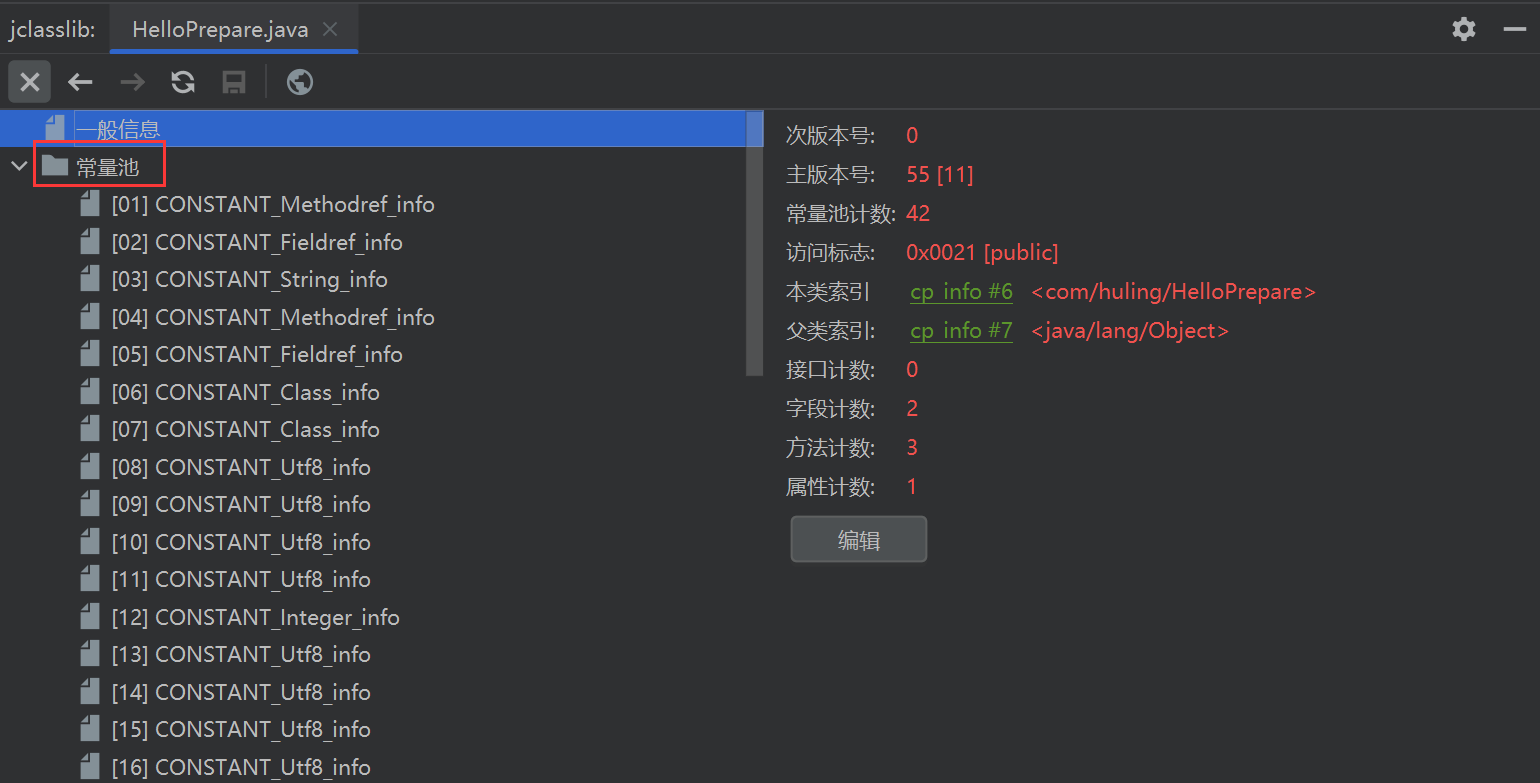 jclasslib: HelloPrepare.java
一般信息
常量池
[01] CONSTANT_Methodref_info
[02] CONSTANT_Fieldref_info
[03] CONSTANT_String_info
[04] CONSTANT_Methodref_info
[05] CONSTANT_Fieldref_info
[06] CONSTANT_Class_info
[07] CONSTANT_Class_info
[08] CONSTANT_Utf8_info
[09] CONSTANT_Utf8_info
[10] CONSTANT_Utf8_info
[11] CONSTANT_Utf8_info
[12] CONSTANT_Integer_info
[13] CONSTANT_Utf8_info
[14] CONSTANT_Utf8_info
[15] CONSTANT_Utf8_info
[16] CONSTANT_Utf8_info
次版本号: 0
主版本号: 55 [11]
常量池计数: 42
访问标志: 0x0021 [public]
本类索引 cp_info #6 <com/huling/HelloPrepare>
父类索引: cp_info #7 <java/lang/Object>
接口计数: 0
字段计数: 2
方法计数: 3
属性计数: 1
编辑